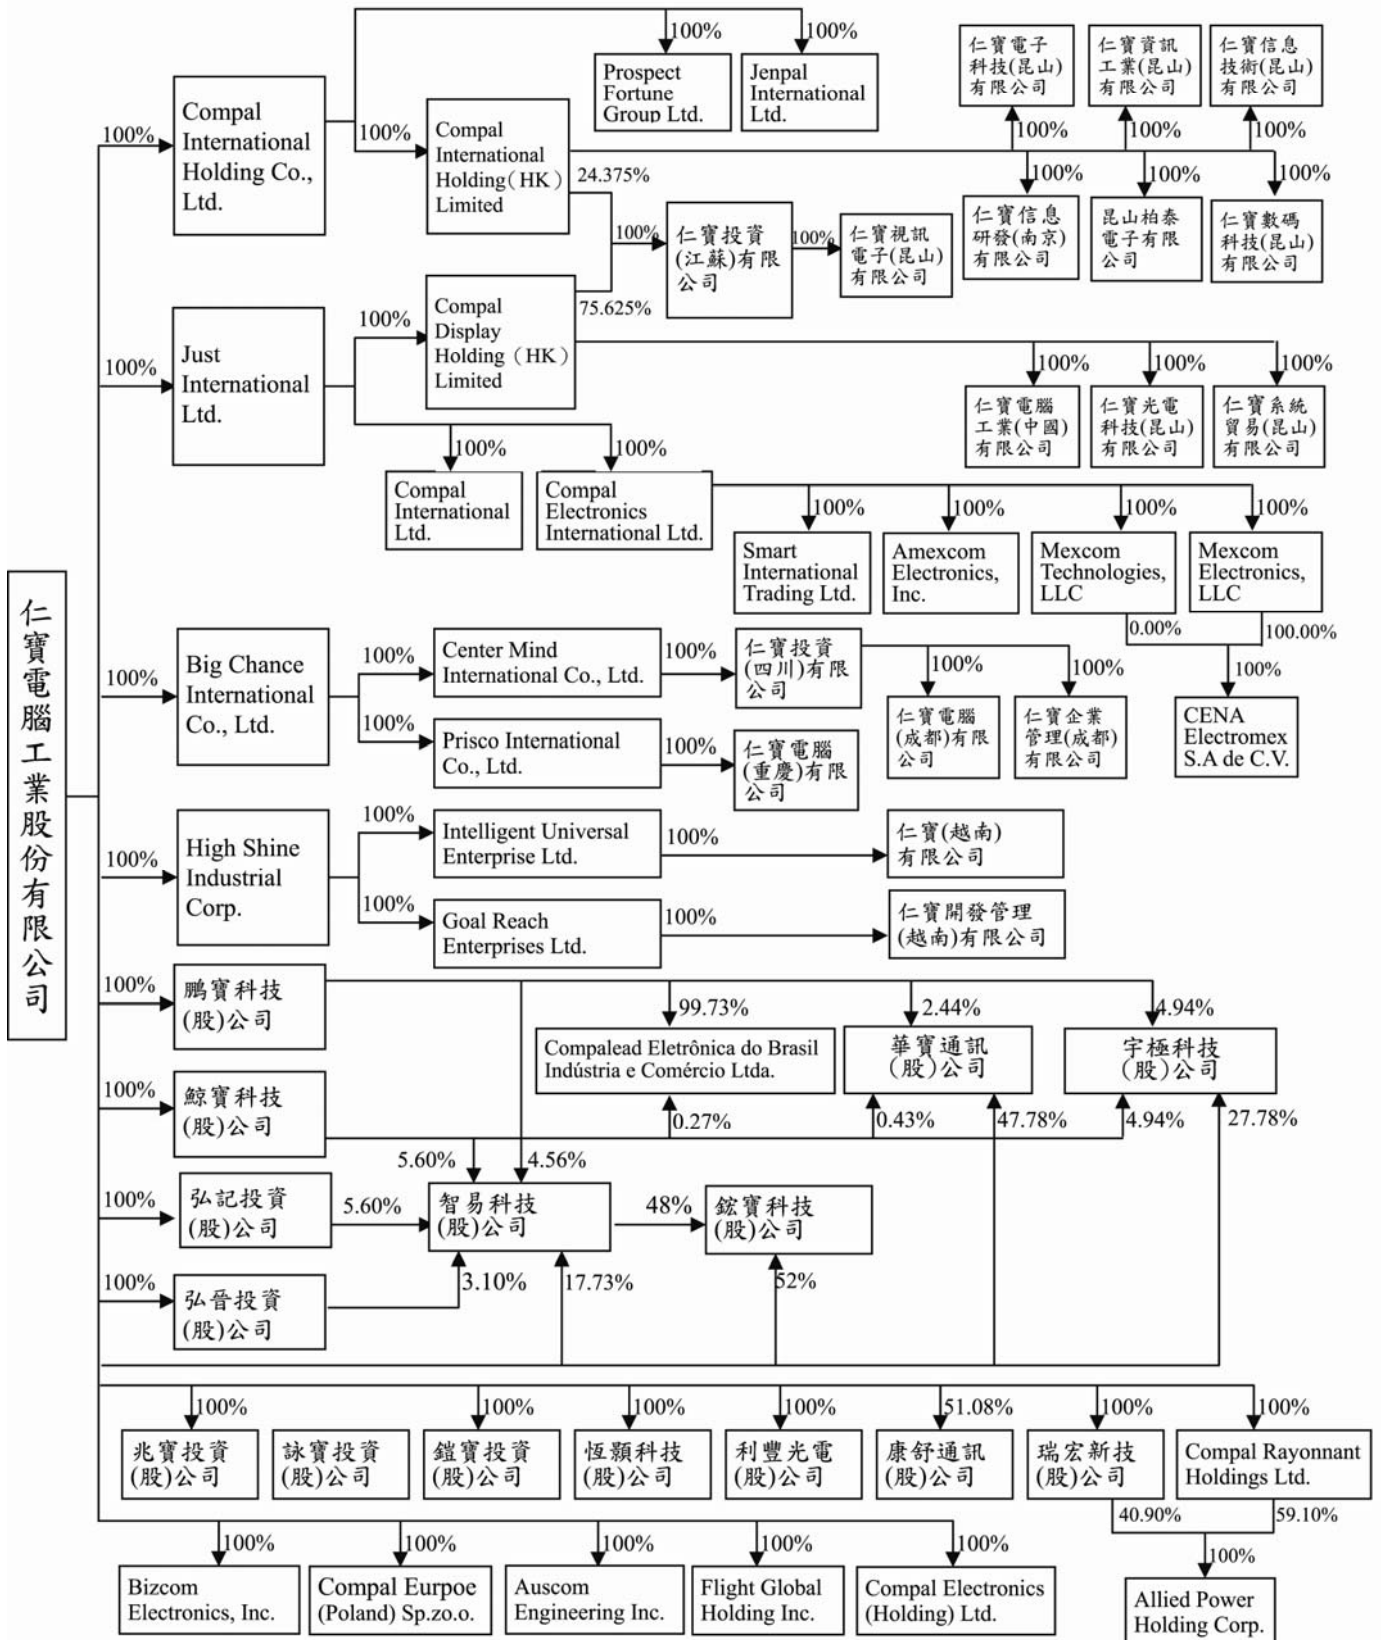 100%
100%
Prospect
Fortune
Group Ltd.
Jenpal
International
Ltd.
仁寶電子
科技(昆山)
有限公司
仁寶資訊
工業(昆山)
有限公司
仁寶信息
技術(昆山)
有限公司
100%
Compal
International
Holding Co.,
Ltd.
100%
Compal
International
Holding(HK)
Limited
100%
100%
100%
24.375%
100%
100%
100%
仁寶信息
研發(南京)
有限公司
昆山柏泰
電子有限
公司
仁寶數碼
科技(昆山)
有限公司
100%
仁寶投資
(江蘇)有限
公司
100%
仁寶視訊
電子(昆山)
有限公司
75.625%
100%
Just
International
Ltd.
100%
Compal
Display
Holding(HK)
Limited
100%
100%
100%
仁寶電腦
工業(中國)
有限公司
仁寶光電
科技(昆山)
有限公司
仁寶系統
貿易(昆山)
有限公司
100%
100%
Compal
International
Ltd.
Compal
Electronics
International Ltd.
100%
100%
100%
100%
Smart
International
Trading Ltd.
Amexcom
Electronics,
Inc.
Mexcom
Technologies,
LLC
Mexcom
Electronics,
LLC
0.00%
100.00%
100%
CENA
Electromex
S.A de C.V.
仁寶電腦工業股份有限公司
100%
Big Chance
International
Co., Ltd.
100%
Center Mind
International Co., Ltd.
100%
仁寶投資
(四川)有限
公司
100%
100%
仁寶電腦
(成都)有限
公司
仁寶企業
管理(成都)
有限公司
100%
Prisco International
Co., Ltd.
100%
仁寶電腦
(重慶)有限
公司
100%
High Shine
Industrial
Corp.
100%
Intelligent Universal
Enterprise Ltd.
100%
仁寶(越南)
有限公司
100%
Goal Reach
Enterprises Ltd.
100%
仁寶開發管理
(越南)有限公司
100%
鵬寶科技
(股)公司
99.73%
2.44%
4.94%
Compalead Eletrônica do Brasil
Indústria e Comércio Ltda.
華寶通訊
(股)公司
宇極科技
(股)公司
100%
鯨寶科技
(股)公司
0.27%
0.43%
47.78%
4.94%
27.78%
5.60%
4.56%
100%
弘記投資
(股)公司
5.60%
智易科技
(股)公司
48%
鋐寶科技
(股)公司
100%
弘晉投資
(股)公司
3.10%
17.73%
52%
100%
100%
100%
100%
51.08%
100%
100%
兆寶投資
(股)公司
詠寶投資
(股)公司
鎧寶投資
(股)公司
恆顥科技
(股)公司
利豐光電
(股)公司
康舒通訊
(股)公司
瑞宏新技
(股)公司
Compal Rayonnant
Holdings Ltd.
40.90%
59.10%
100%
Allied Power
Holding Corp.
100%
100%
100%
100%
100%
Bizcom
Electronics, Inc.
Compal Eurpoe
(Poland) Sp.zo.o.
Auscom
Engineering Inc.
Flight Global
Holding Inc.
Compal Electronics
(Holding) Ltd.